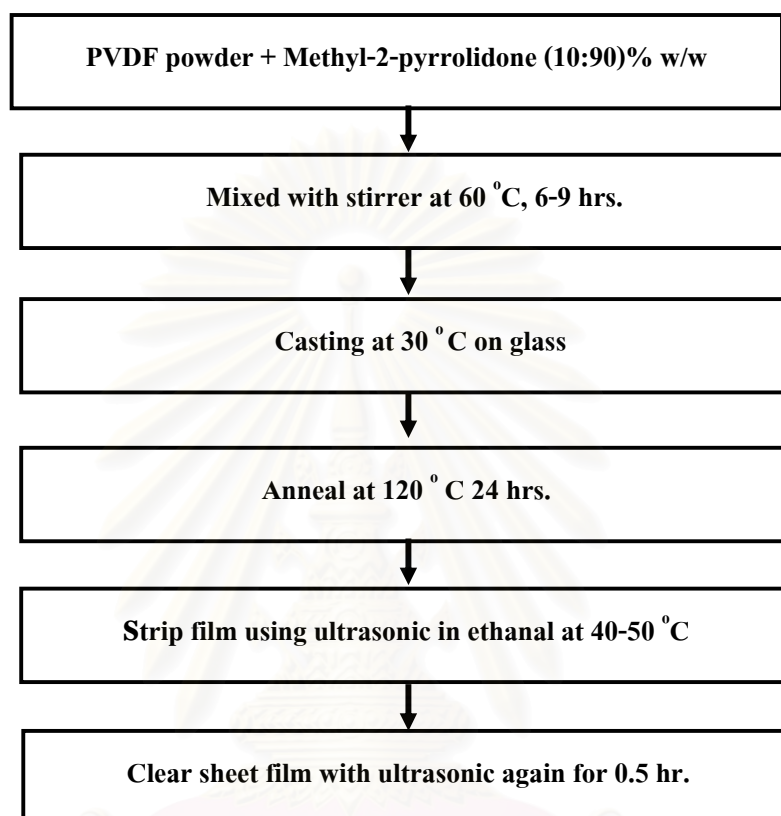 PVDF powder + Methyl-2-pyrrolidone (10:90)% w/w
Mixed with stirrer at 60 °C, 6-9 hrs.
Casting at 30 °C on glass
Anneal at 120 °C 24 hrs.
Strip film using ultrasonic in ethanal at 40-50 °C
Clear sheet film with ultrasonic again for 0.5 hr.